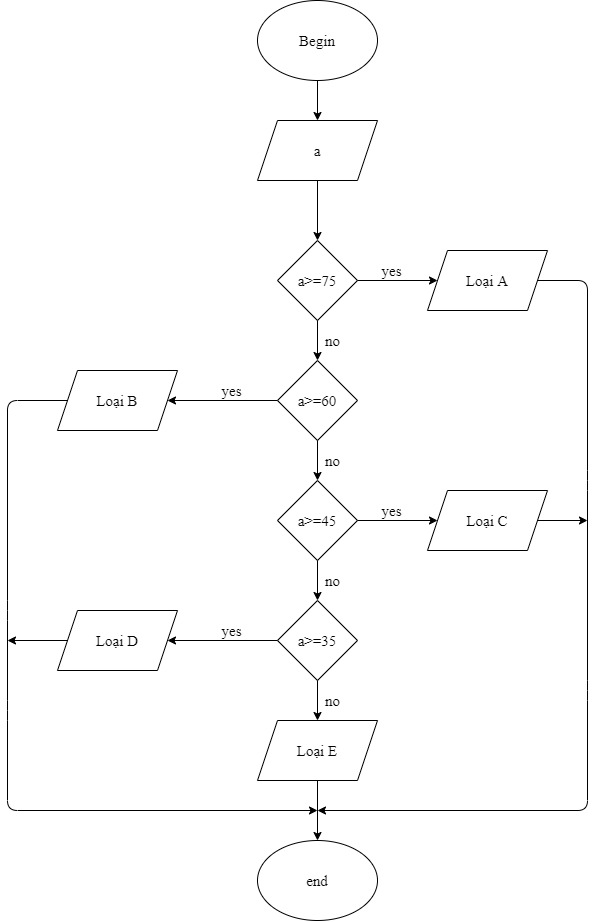 Begin
a
a>=75
yes
Loại A
no
Loại B
yes
a>=60
no
a>=45
yes
Loại C
no
Loại D
yes
a>=35
no
Loại E
end